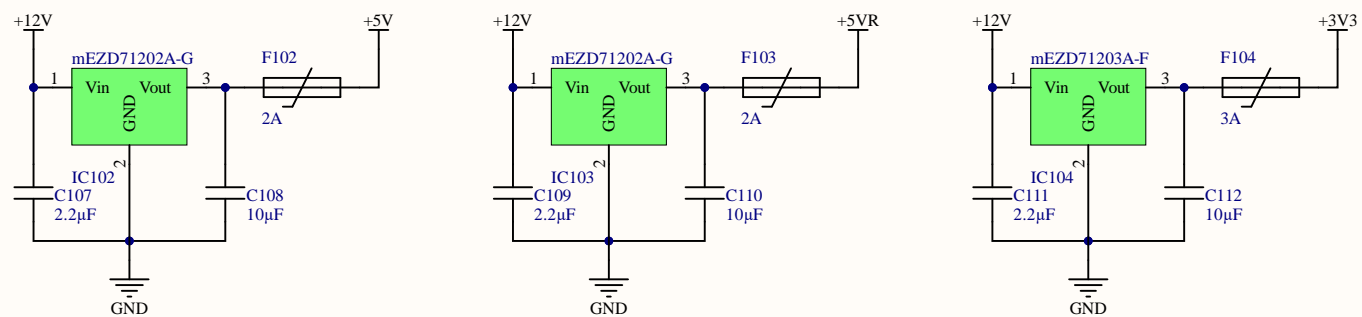 +12V
+5V
mEZD71202A-G
F102
1
Vin
Vout
3
GND
2A
2
IC102
C107
2.2µF
C108
10µF
GND
+12V
+5VR
mEZD71202A-G
F103
1
Vin
Vout
3
GND
2A
2
IC103
C109
2.2µF
C110
10µF
GND
+12V
+3V3
mEZD71203A-F
F104
1
Vin
Vout
3
GND
3A
2
IC104
C111
2.2µF
C112
10µF
GND